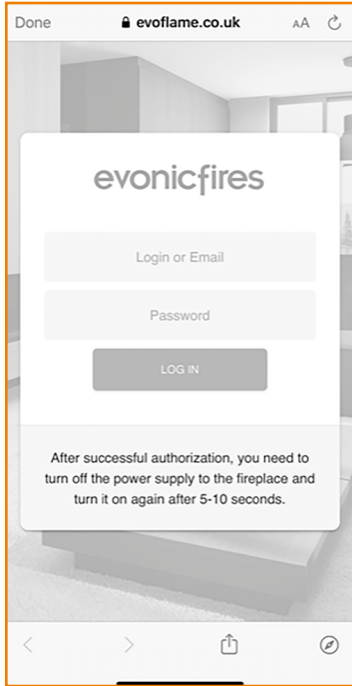 Done evoflame.co.uk AA
evonicfires
Login or Email
Password
LOG IN
After successful authorization, you need to
turn off the power supply to the fireplace and
turn it on again after 5-10 seconds.